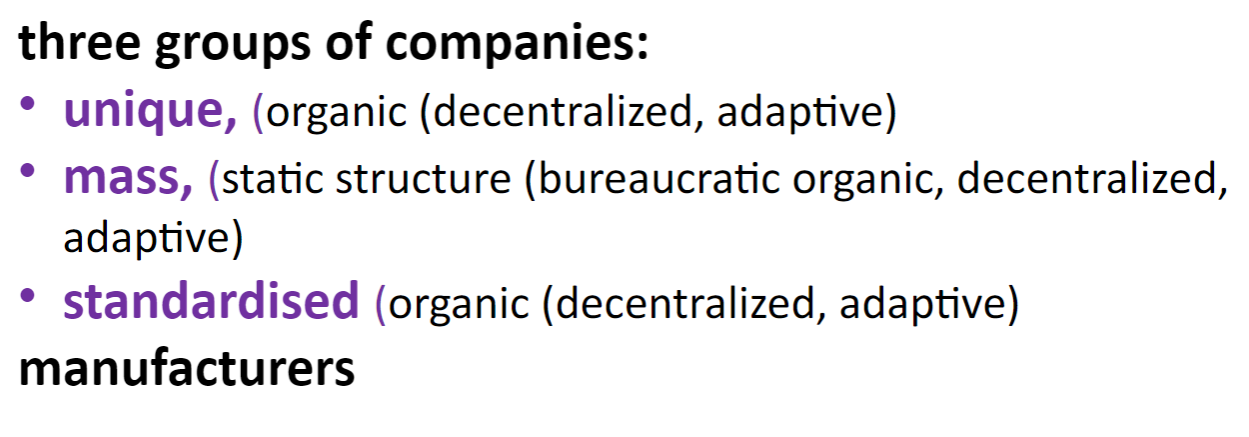 three groups of companies:
• unique, (organic (decentralized, adaptive)
• mass, (static structure (bureaucratic organic, decentralized,
adaptive)
• standardised (organic (decentralized, adaptive)
manufacturers